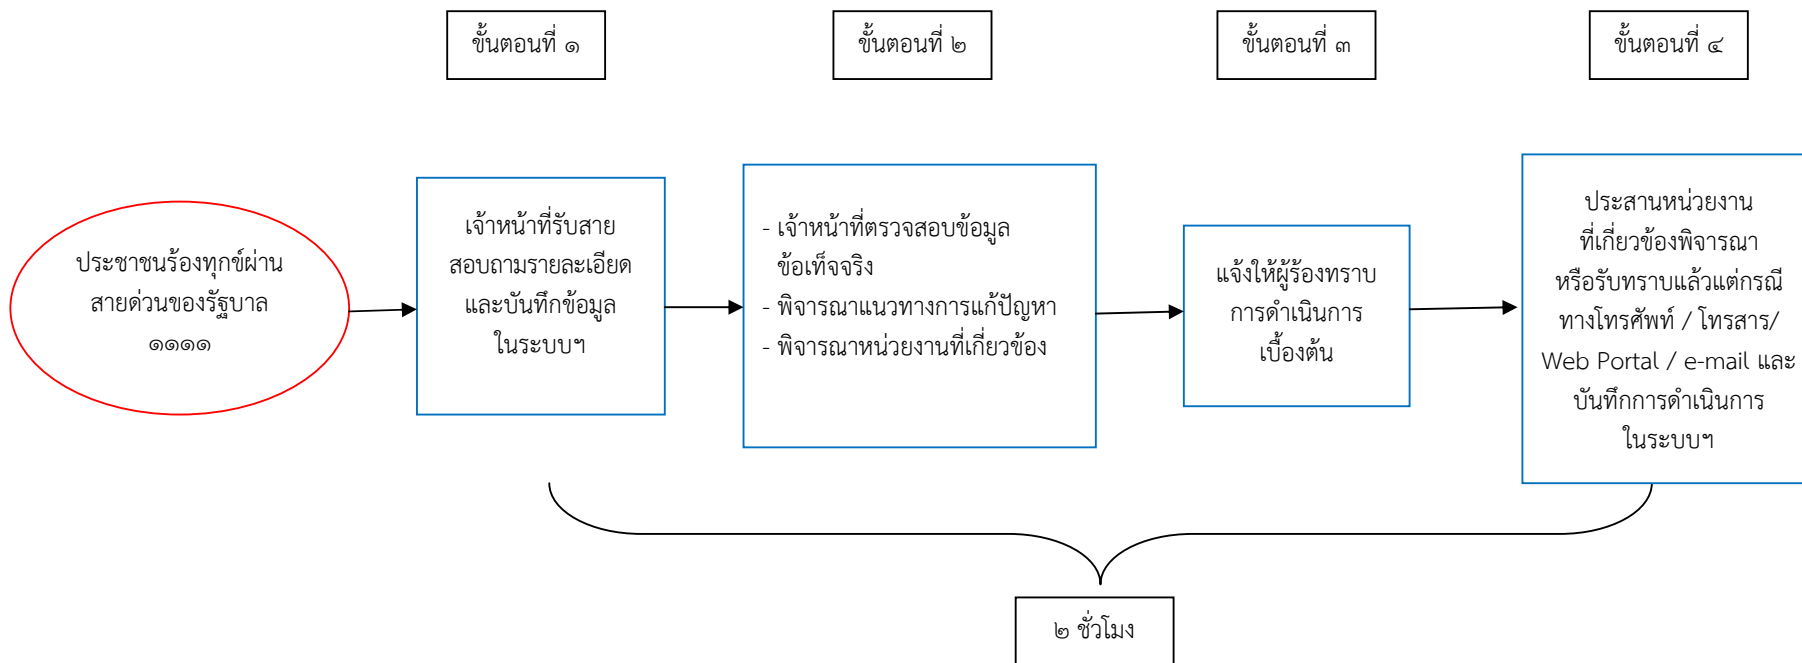 ขั้นตอนที่ ๑
ขั้นตอนที่ ๒
ขั้นตอนที่ ๓
ขั้นตอนที่ ๔
ประชาชนร้องทุกข์ผ่าน
สายด่วนของรัฐบาล
๑๑๑๑
เจ้าหน้าที่รับสาย
สอบถามรายละเอียด
และบันทึกข้อมูล
ในระบบฯ
- เจ้าหน้าที่ตรวจสอบข้อมูล
ข้อเท็จจริง
- พิจารณาแนวทางการแก้ปัญหา
- พิจารณาหน่วยงานที่เกี่ยวข้อง
แจ้งให้ผู้ร้องทราบ
การดำเนินการ
เบื้องต้น
ประสานหน่วยงาน
ที่เกี่ยวข้องพิจารณา
หรือรับทราบแล้วแต่กรณี
ทางโทรศัพท์ / โทรสาร/
Web Portal / e-mail และ
บันทึกการดำเนินการ
ในระบบฯ
๒ ชั่วโมง